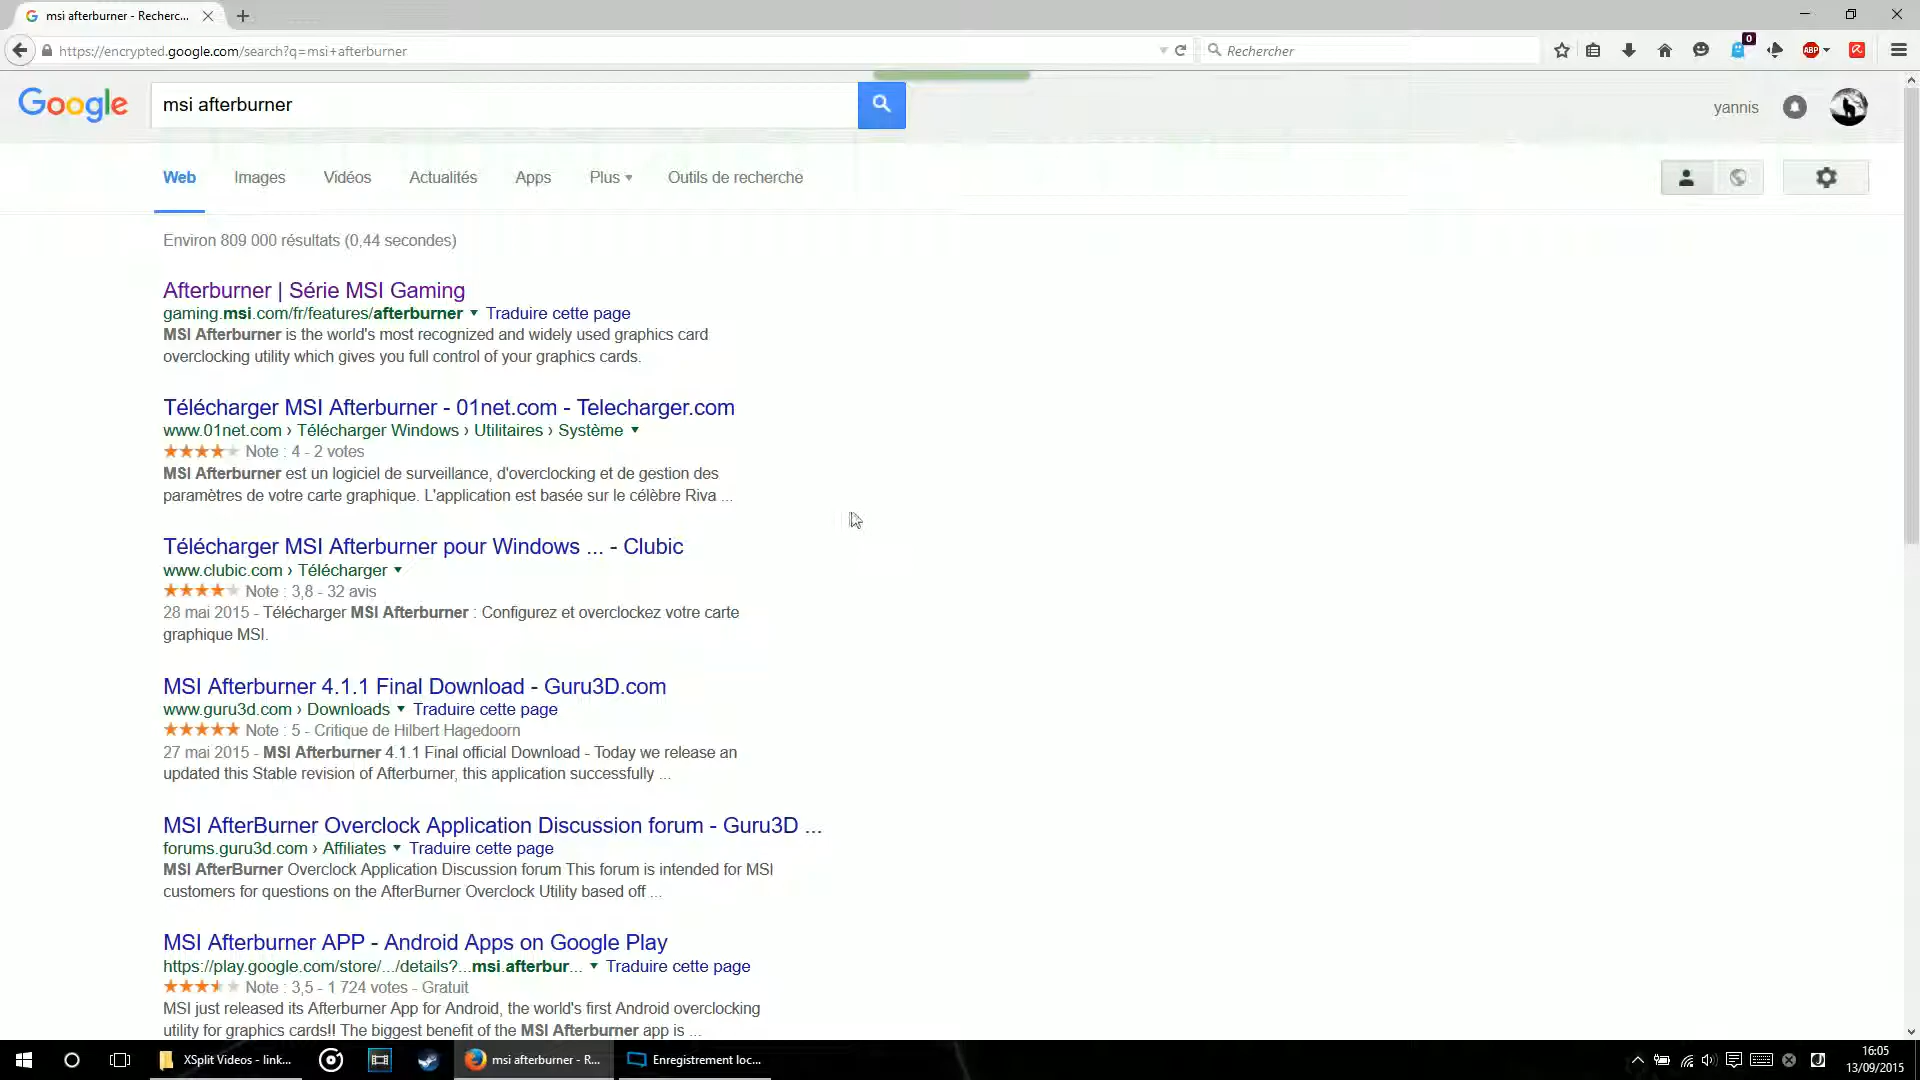 msi afterburner - Recherc...
https://encrypted.google.com/search?q=msi+afterburner
Rechercher
0
ABP
Google
msi afterburner
yannis
Web
Images
Vidéos
Actualités
Apps
Plus
Outils de recherche
Environ 809 000 résultats (0,44 secondes)
Afterburner | Série MSI Gaming
gaming.msi.com/fr/features/afterburner ▼ Traduire cette page
MSI Afterburner is the world's most recognized and widely used graphics card
overclocking utility which gives you full control of your graphics cards.
Télécharger MSI Afterburner - 01net.com - Telecharger.com
www.01net.com › Télécharger Windows › Utilitaires › Système ▼
Note : 4 - 2 votes
MSI Afterburner est un logiciel de surveillance, d'overclocking et de gestion des
paramètres de votre carte graphique. L'application est basée sur le célèbre Riva ...
Télécharger MSI Afterburner pour Windows ... - Clubic
www.clubic.com › Télécharger ▼
Note : 3,8 - 32 avis
28 mai 2015 - Télécharger MSI Afterburner : Configurez et overclockez votre carte
graphique MSI.
MSI Afterburner 4.1.1 Final Download - Guru3D.com
www.guru3d.com › Downloads ▼ Traduire cette page
Note : 5 - Critique de Hilbert Hagedoorn
27 mai 2015 - MSI Afterburner 4.1.1 Final official Download - Today we release an
updated this Stable revision of Afterburner, this application successfully ...
MSI AfterBurner Overclock Application Discussion forum - Guru3D ...
forums.guru3d.com › Affiliates ▼ Traduire cette page
MSI AfterBurner Overclock Application Discussion forum This forum is intended for MSI
customers for questions on the AfterBurner Overclock Utility based off ...
MSI Afterburner APP - Android Apps on Google Play
https://play.google.com/store/.../details?...msi.afterbur... ▼ Traduire cette page
Note : 3,5 - 1 724 votes - Gratuit
MSI just released its Afterburner App for Android, the world's first Android overclocking
utility for graphics cards!! The biggest benefit of the MSI Afterburner app is ...
XSplit Videos - link...
msi afterburner - R...
Enregistrement loc...
16:05
13/09/2015